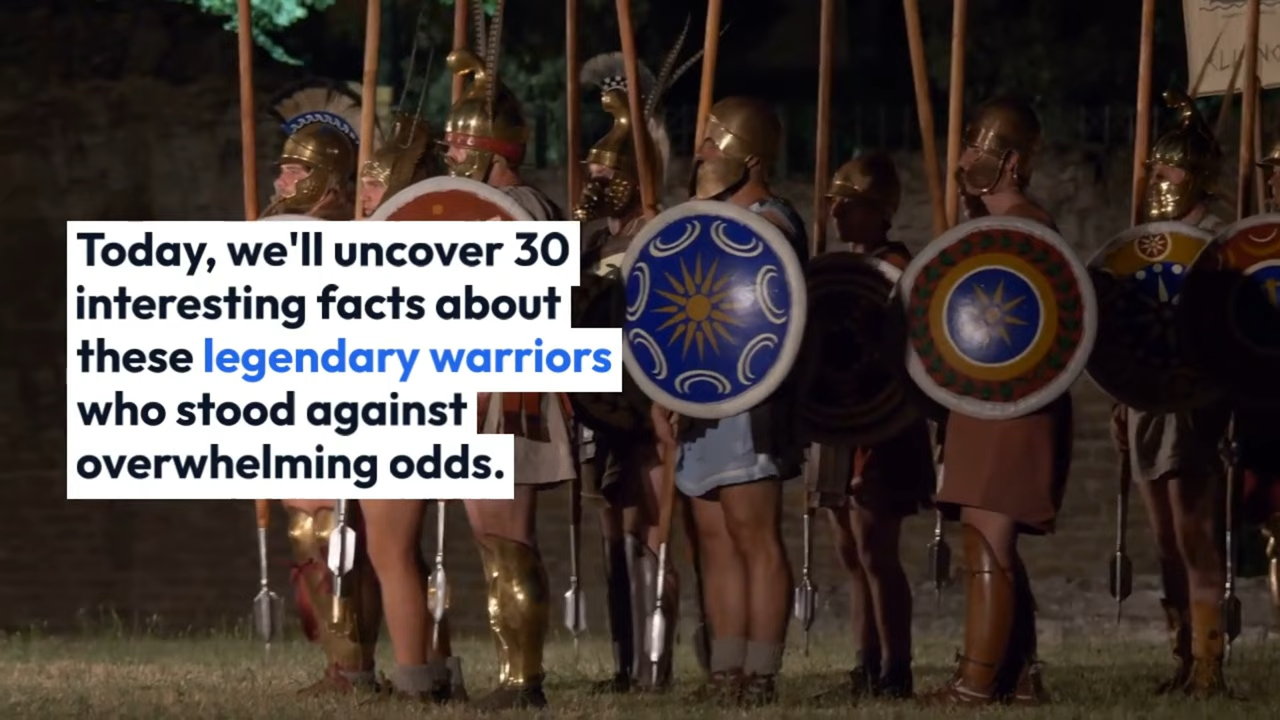 Today, we'll uncover 30
interesting facts about
these legendary warriors
who stood against
overwhelming odds.